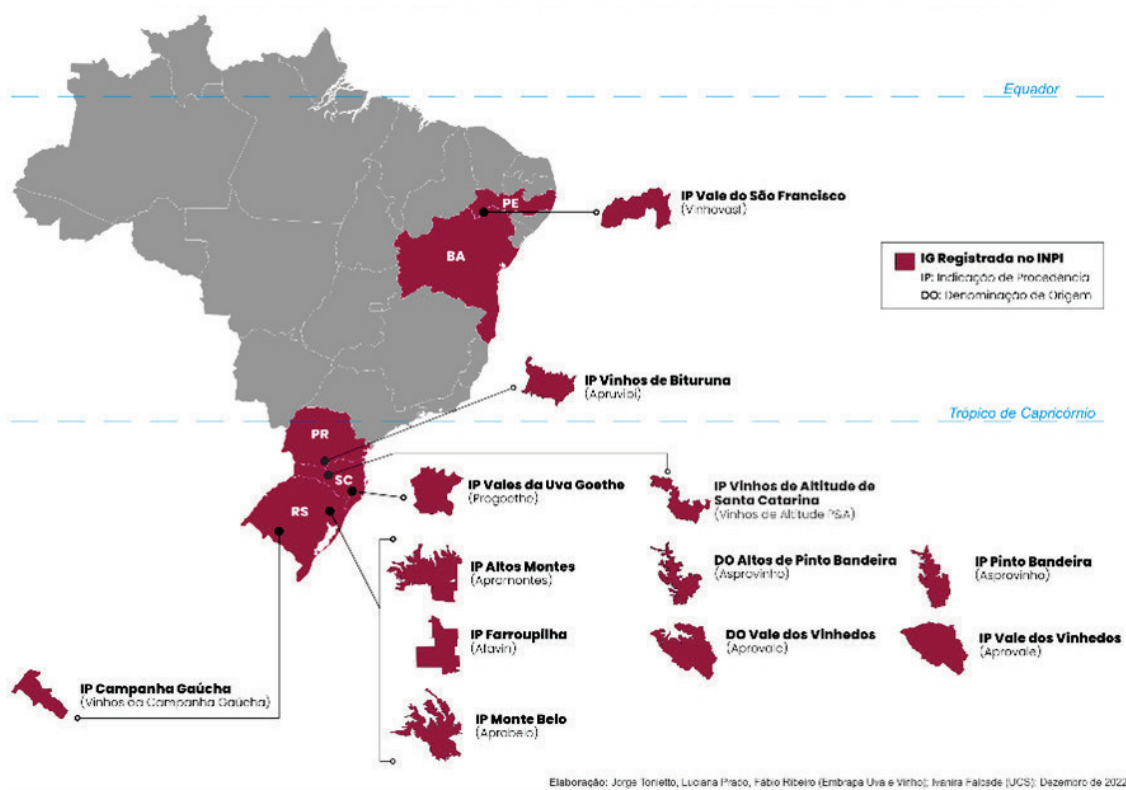 Equador
IP Vale do São Francisco
(Vinhovasf)
PE
BA
IG Registrada no INPI
IP: Indicação de Procedência
DO: Denominação de Origem
IP Vinhos de Bituruna
(Apruvibi)
Trópico de Capricórnio
PR
SC
RS
IP Vales da Uva Goethe
(Progoethe)
IP Vinhos de Altitude de
Santa Catarina
(Vinhos de Altitude P&A)
IP Altos Montes
(Apromontes)
DO Altos de Pinto Bandeira
(Asprovinho)
IP Pinto Bandeira
(Asprovinho)
IP Farroupilha
(Afavin)
DO Vale dos Vinhedos
(Aprovale)
IP Vale dos Vinhedos
(Aprovale)
IP Campanha Gaúcha
(Vinhos da Campanha Gaúcha)
IP Monte Belo
(Aprobelo)
Elaboração: Jorge Tonietto, Luciana Prado, Fábio Ribeiro (Embrapa Uva e Vinho); Ivanira Falcade (UCS); Dezembro de 2022